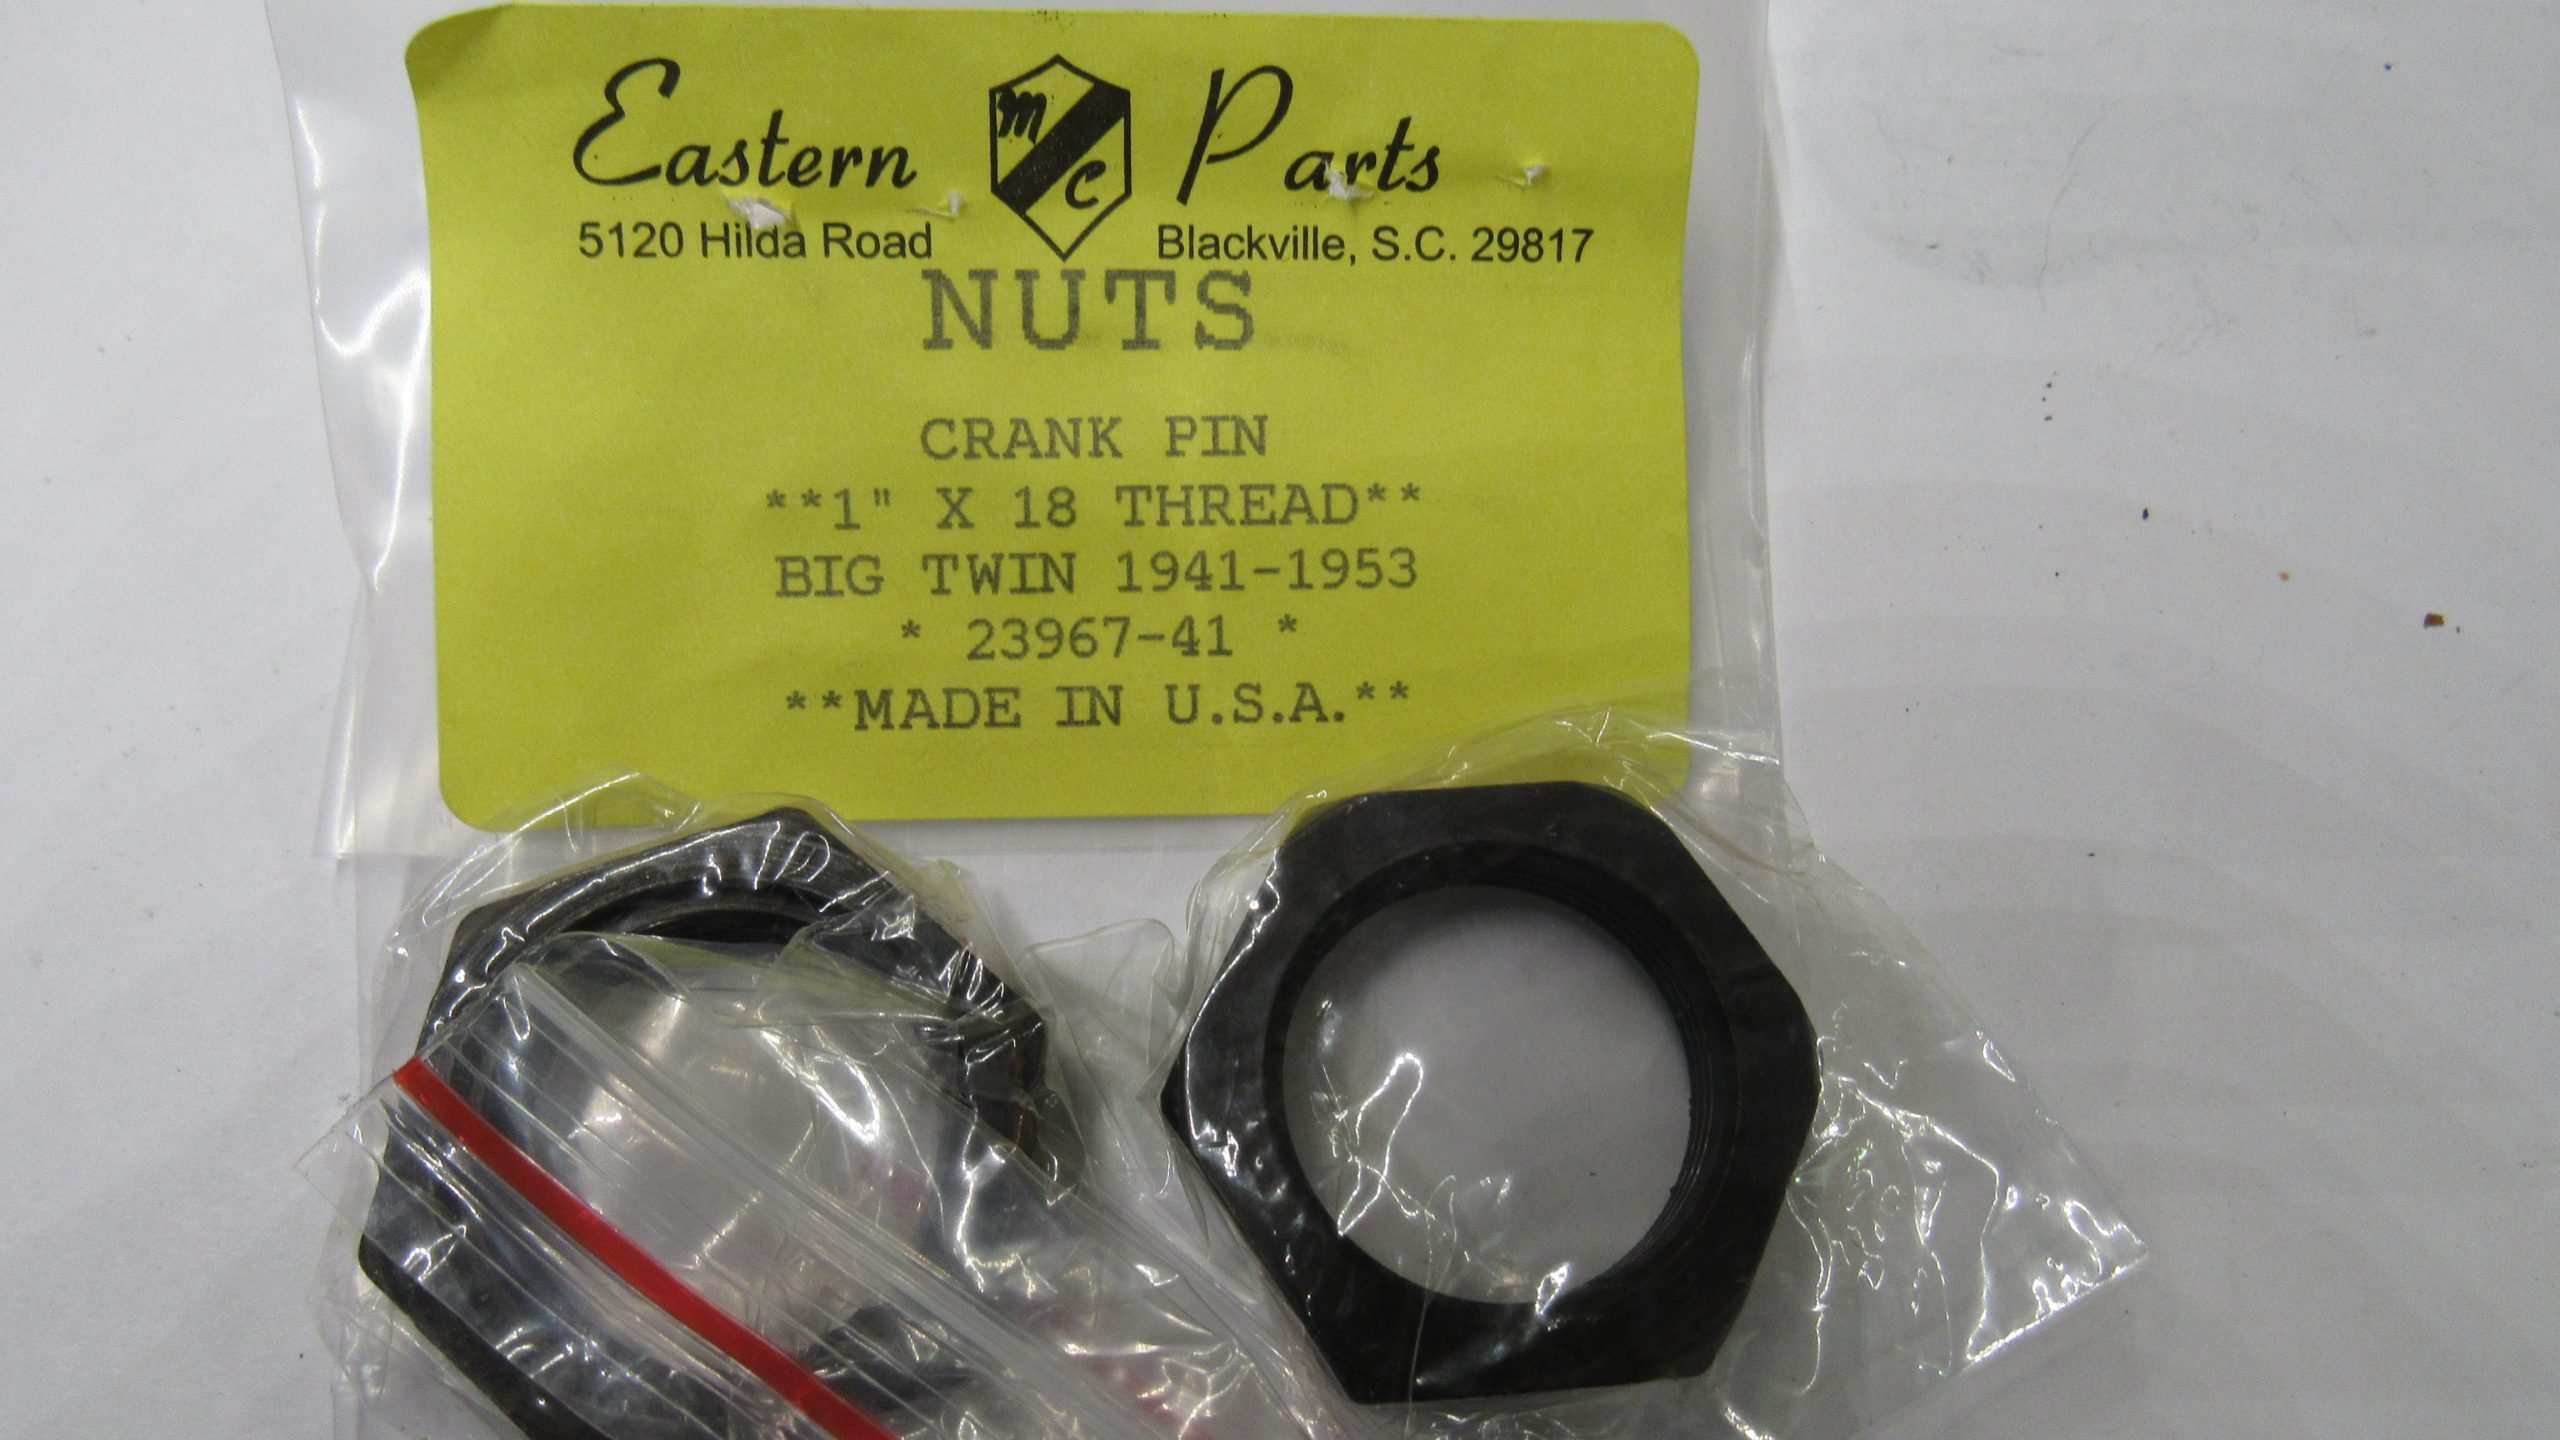 Eastern MC Parts
5120 Hilda Road Blackville, S.C. 29817
NUTS
CRANK PIN
**1" X 18 THREAD**
BIG TWIN 1941-1953
* 23967-41 *
**MADE IN U.S.A.**